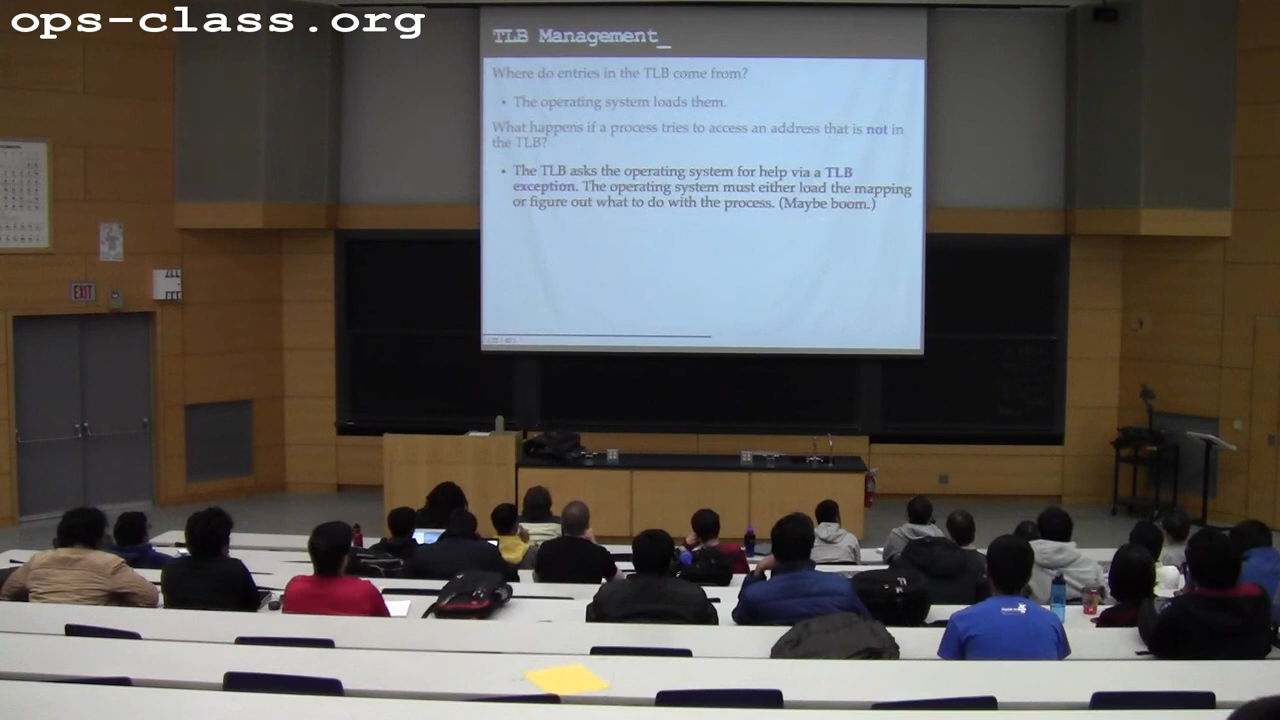 ops-class.org
TLB Management_
Where do entries in the TLB come from?
• The operating system loads them.
What happens if a process tries to access an address that is not in
the TLB?
• The TLB asks the operating system for help via a TLB
exception. The operating system must either load the mapping
or figure out what to do with the process. (Maybe boom.)
EXIT